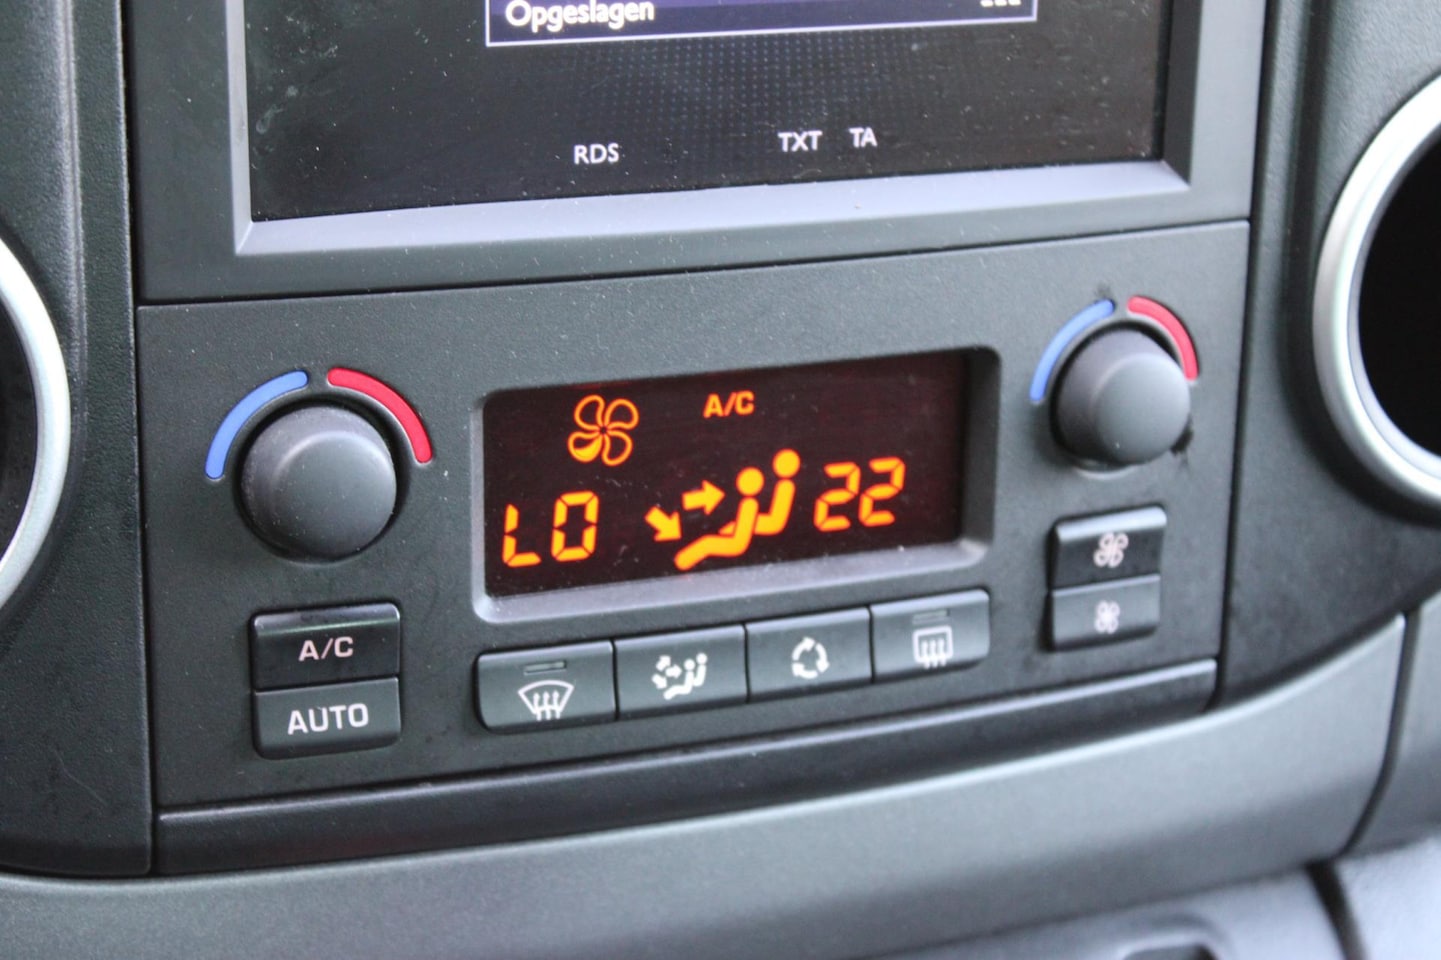 Opgeslagen
RDS TXT TA
A/C
LO 22
A/C
AUTO